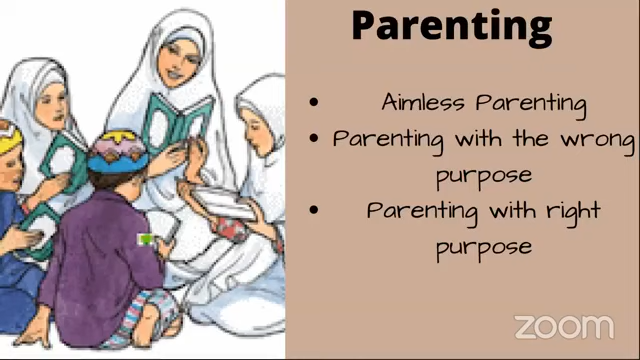 Parenting
• Aimless Parenting
• Parenting with the wrong
purpose
• Parenting with right
purpose
zoom